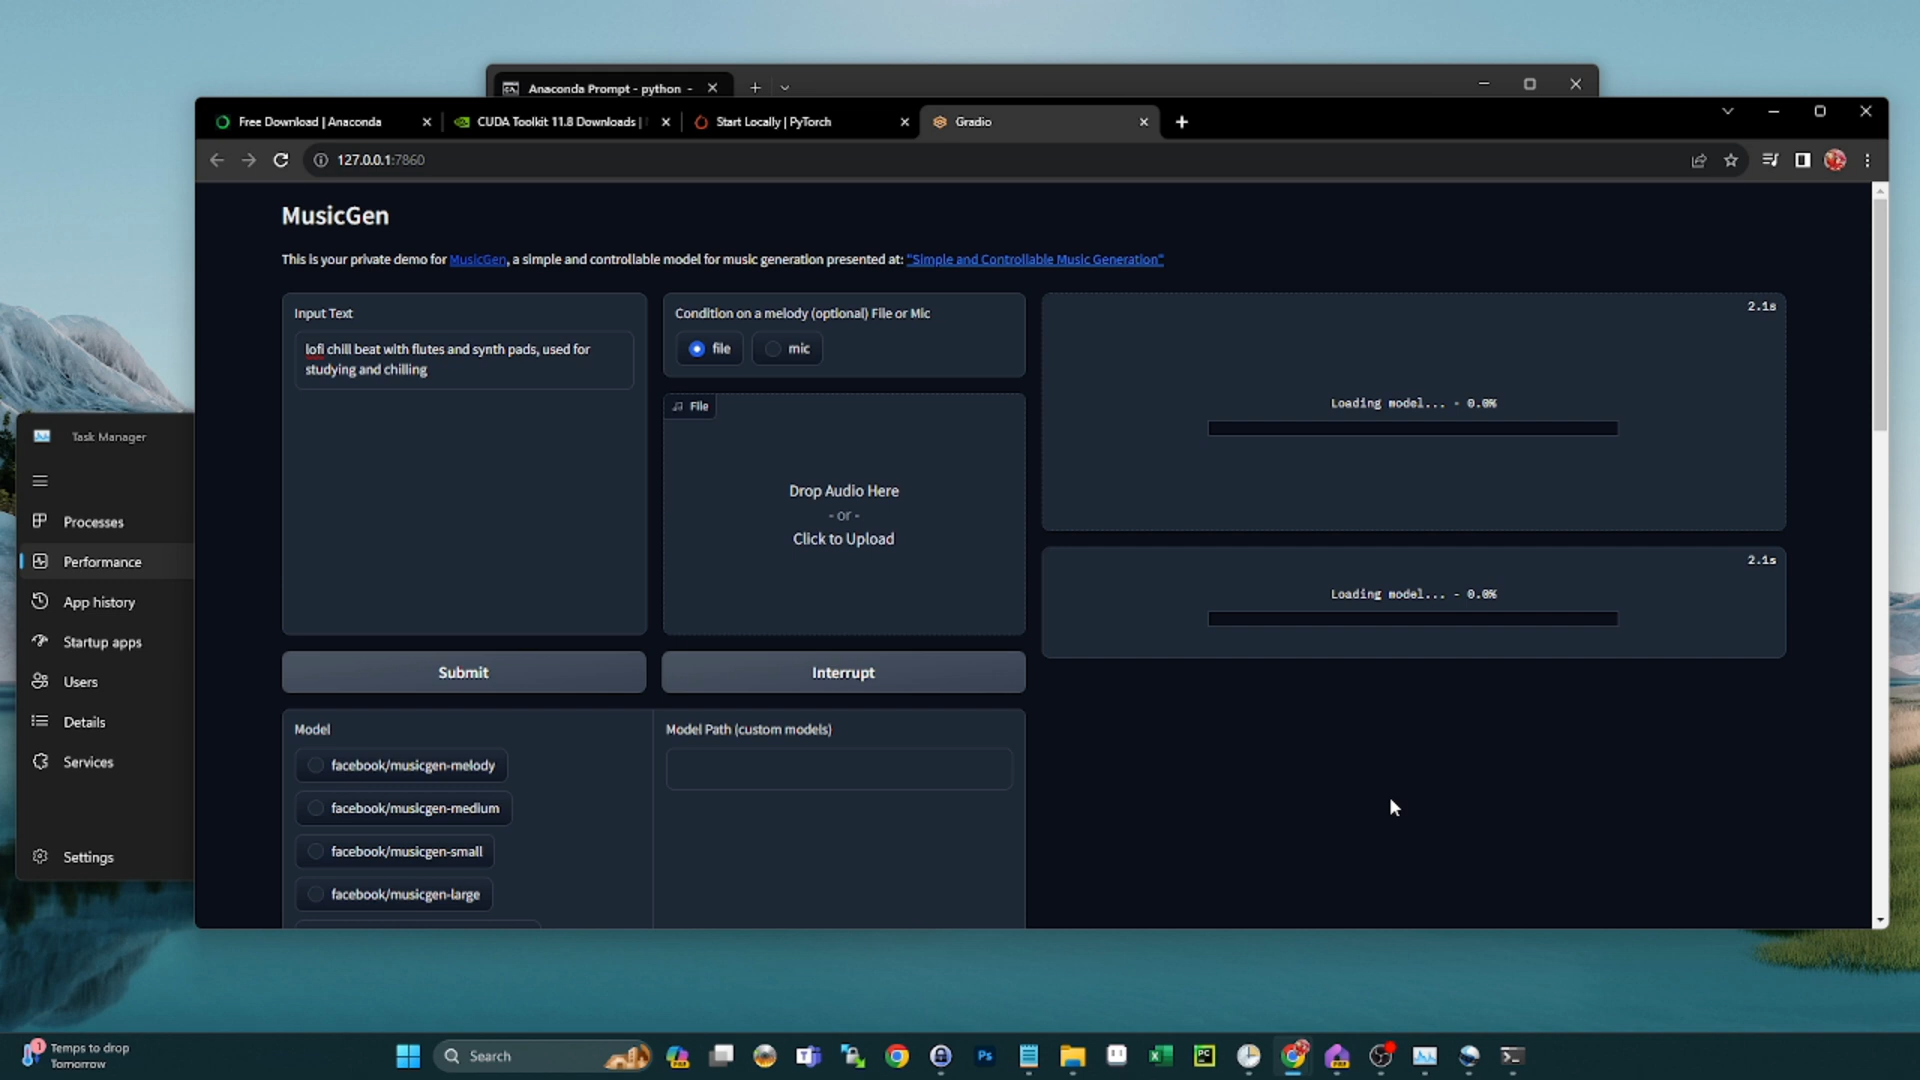 Anaconda Prompt - python -
Free Download | Anaconda
CUDA Toolkit 11.8 Downloads |
Start Locally | PyTorch
Gradio
127.0.0.1:7860
MusicGen
This is your private demo for MusicGen, a simple and controllable model for music generation presented at: "Simple and Controllable Music Generation"
Input Text
lofi chill beat with flutes and synth pads, used for
studying and chilling
Condition on a melody (optional) File or Mic
file
mic
File
Drop Audio Here
- or -
Click to Upload
2.1s
Loading model... - 0.0%
2.1s
Loading model... - 0.0%
Submit
Interrupt
Model
facebook/musicgen-melody
facebook/musicgen-medium
facebook/musicgen-small
facebook/musicgen-large
Model Path (custom models)
Task Manager
Processes
Performance
App history
Startup apps
Users
Details
Services
Settings
1
Temps to drop
Tomorrow
Search
Ps
PC